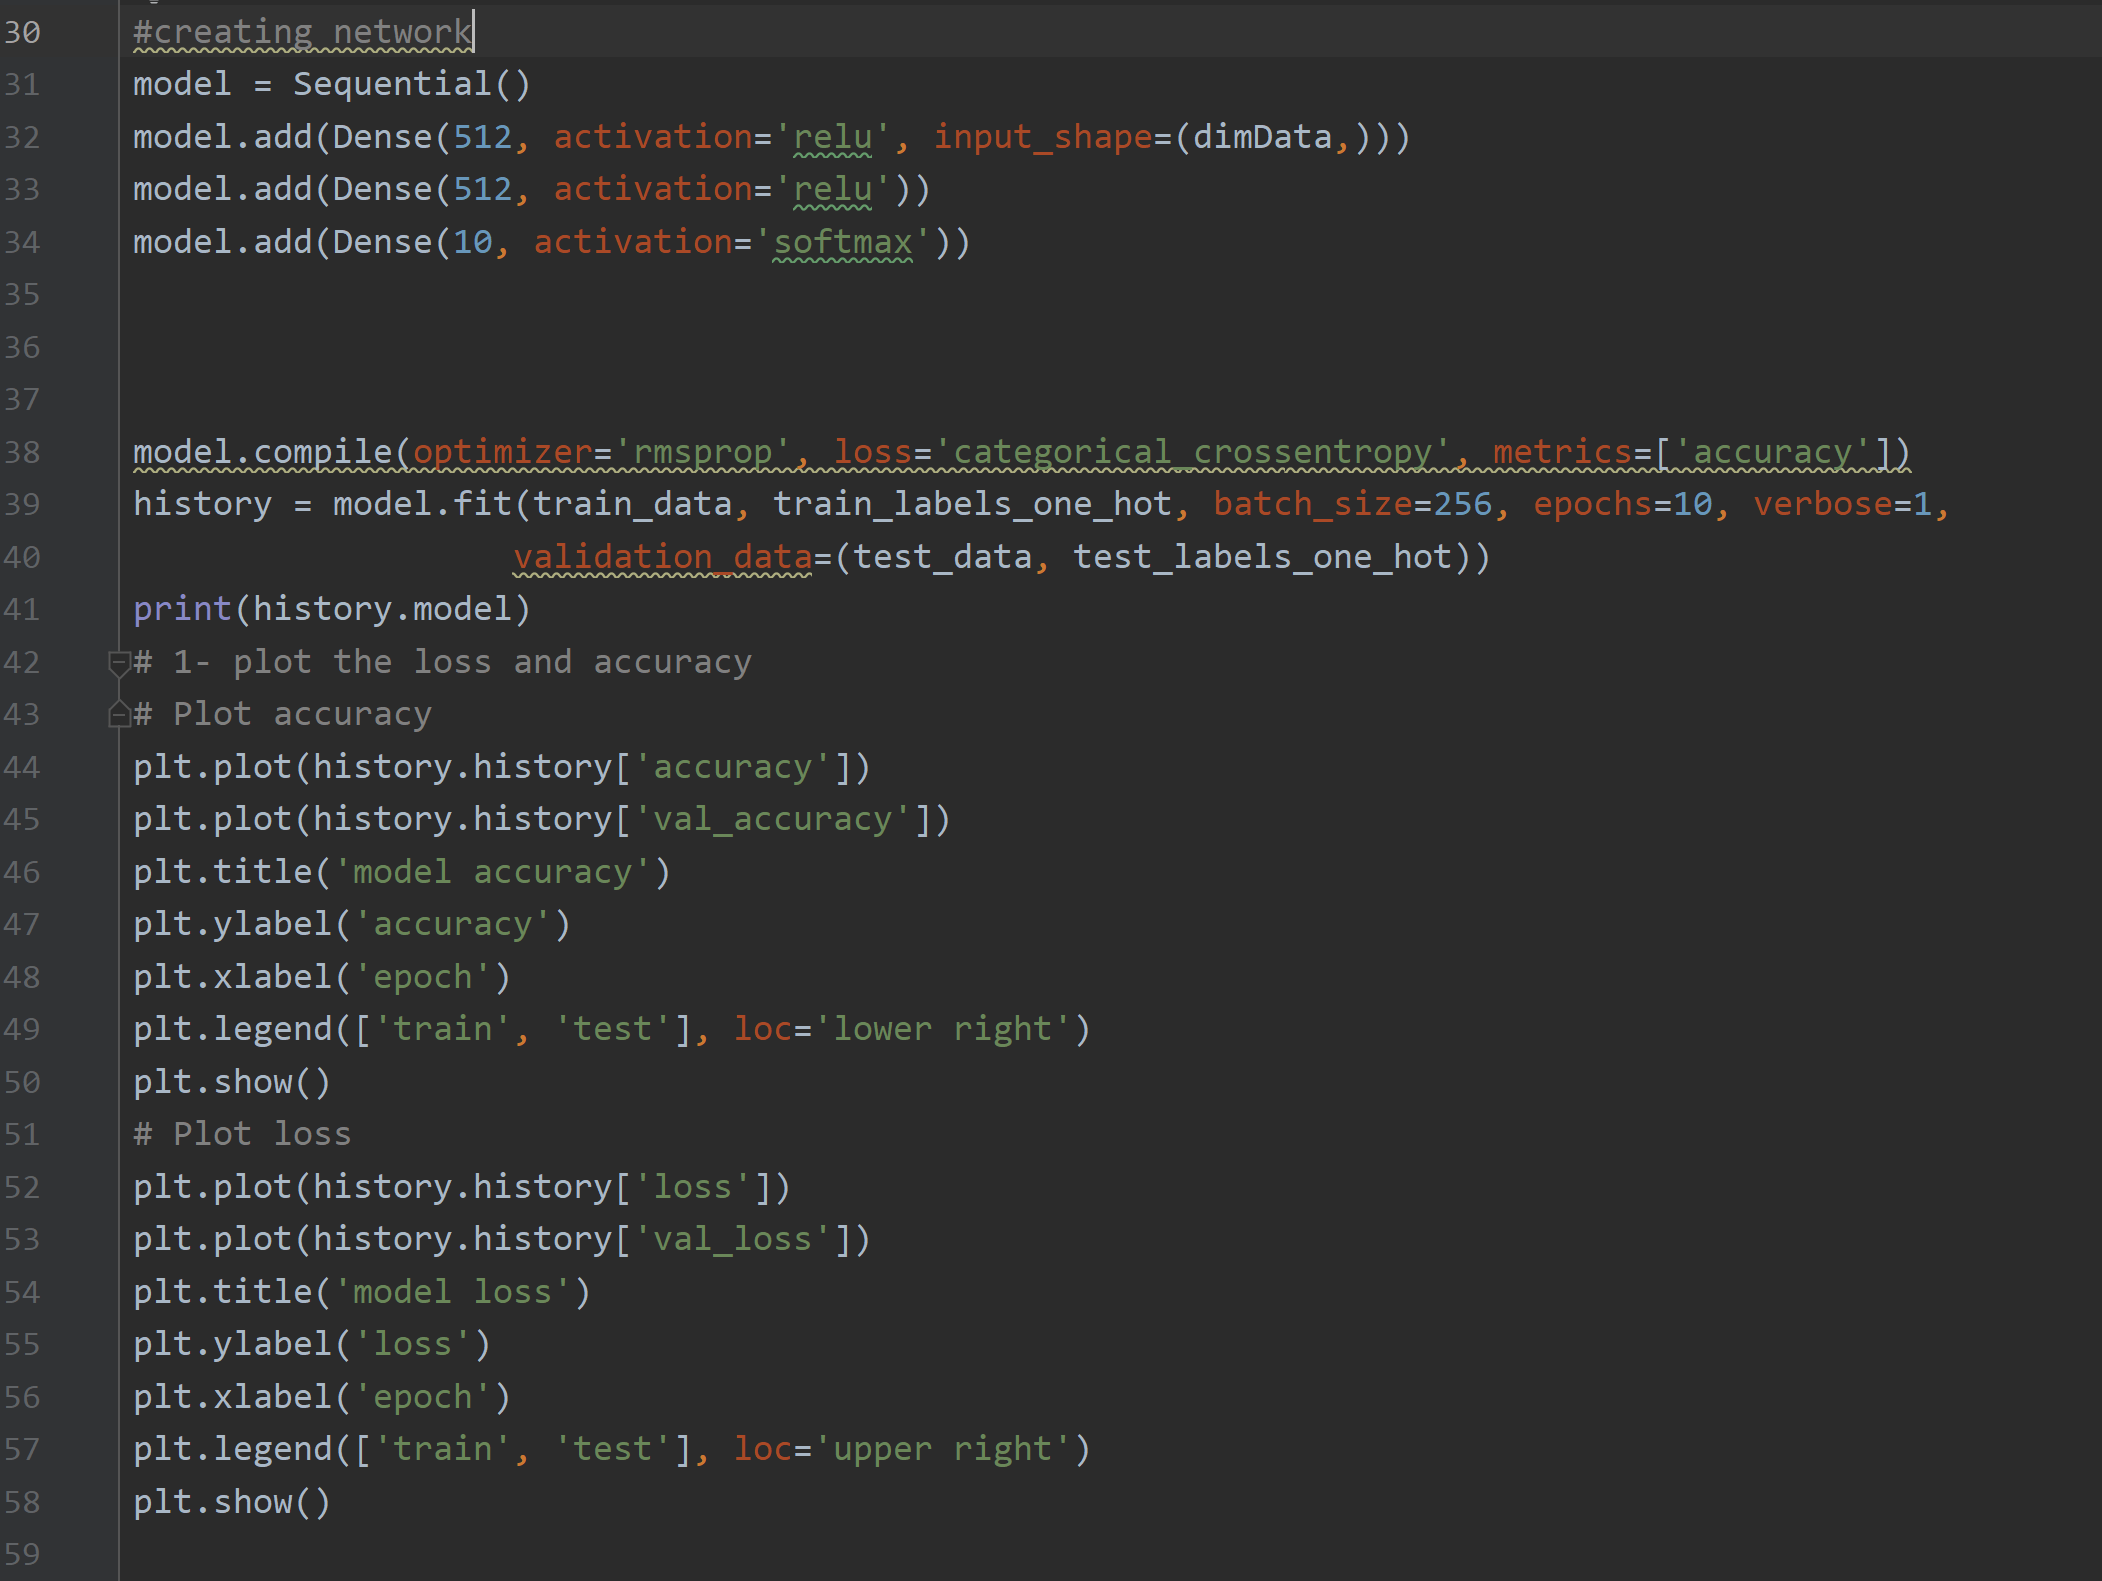 30 #creating network
31 model = Sequential()
32 model.add(Dense(512, activation='relu', input_shape=(dimData,)))
33 model.add(Dense(512, activation='relu'))
34 model.add(Dense(10, activation='softmax'))
35
36
37
38 model.compile(optimizer='rmsprop', loss='categorical_crossentropy', metrics=['accuracy'])
39 history = model.fit(train_data, train_labels_one_hot, batch_size=256, epochs=10, verbose=1,
40                    validation_data=(test_data, test_labels_one_hot))
41 print(history.model)
42 # 1- plot the loss and accuracy
43 # Plot accuracy
44 plt.plot(history.history['accuracy'])
45 plt.plot(history.history['val_accuracy'])
46 plt.title('model accuracy')
47 plt.ylabel('accuracy')
48 plt.xlabel('epoch')
49 plt.legend(['train', 'test'], loc='lower right')
50 plt.show()
51 # Plot loss
52 plt.plot(history.history['loss'])
53 plt.plot(history.history['val_loss'])
54 plt.title('model loss')
55 plt.ylabel('loss')
56 plt.xlabel('epoch')
57 plt.legend(['train', 'test'], loc='upper right')
58 plt.show()
59